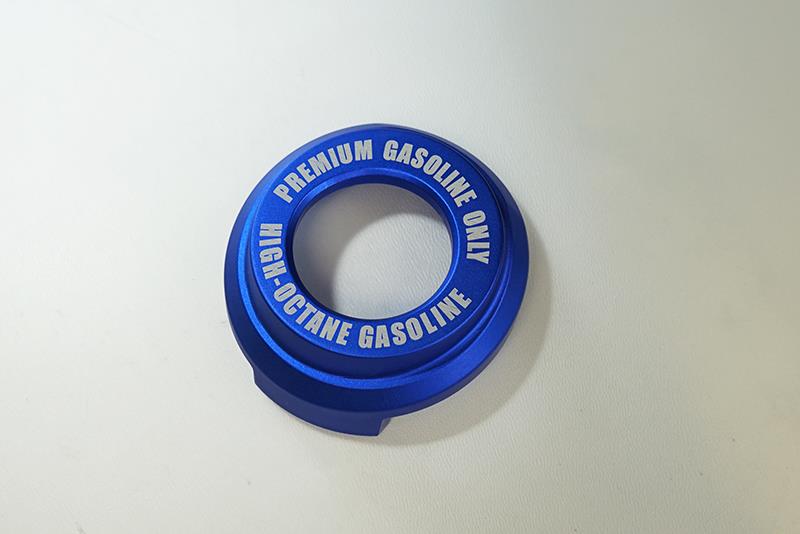 PREMIUM GASOLINE ONLY
HIGH-OCTANE GASOLINE